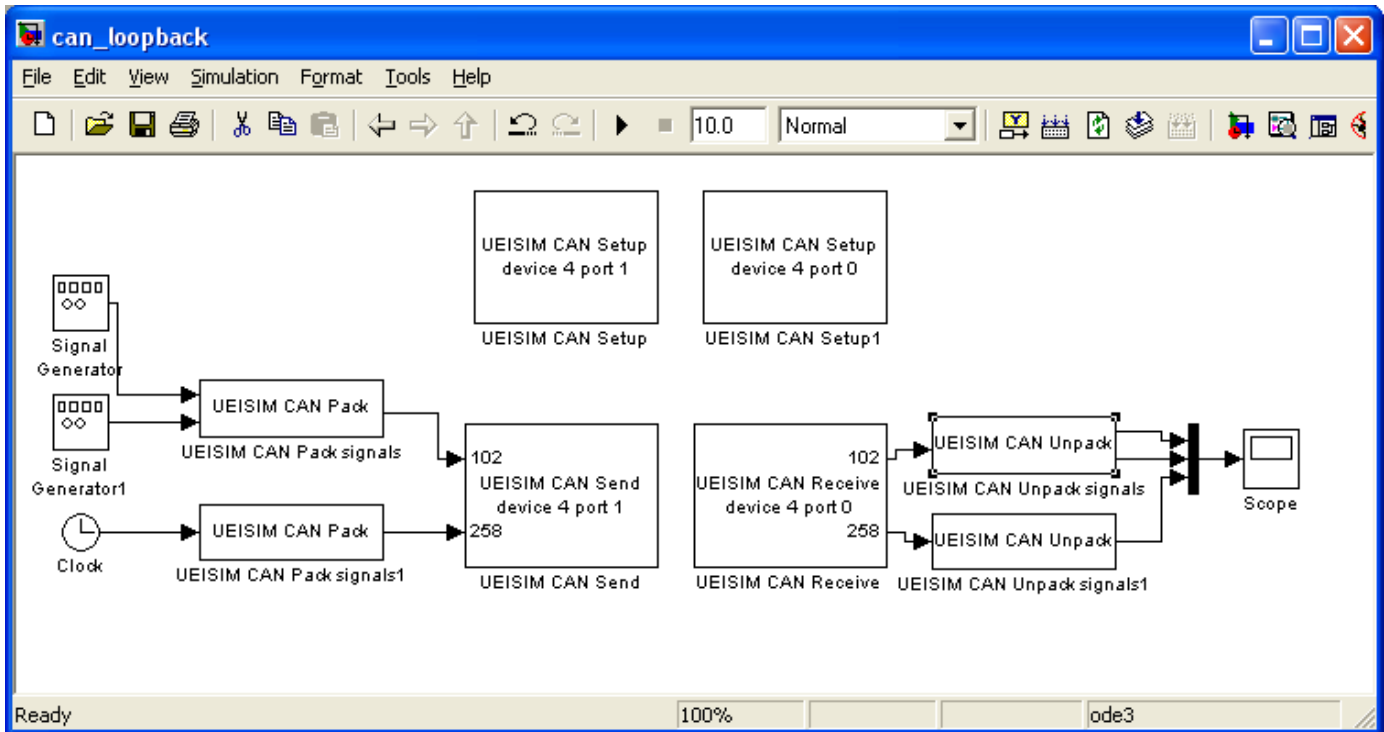 can_loopback
File Edit View Simulation Format Tools Help
10.0 Normal
UEISIM CAN Setup
device 4 port 1
UEISIM CAN Setup
UEISIM CAN Setup
device 4 port 0
UEISIM CAN Setup1
Signal
Generator
Signal
Generator1
Clock
UEISIM CAN Pack
UEISIM CAN Pack signals
UEISIM CAN Pack
UEISIM CAN Pack signals1
102
UEISIM CAN Send
device 4 port 1
258
UEISIM CAN Send
102
UEISIM CAN Receive
device 4 port 0
258
UEISIM CAN Receive
UEISIM CAN Unpack
UEISIM CAN Unpack signals
UEISIM CAN Unpack
UEISIM CAN Unpack signals1
Scope
Ready 100% ode3